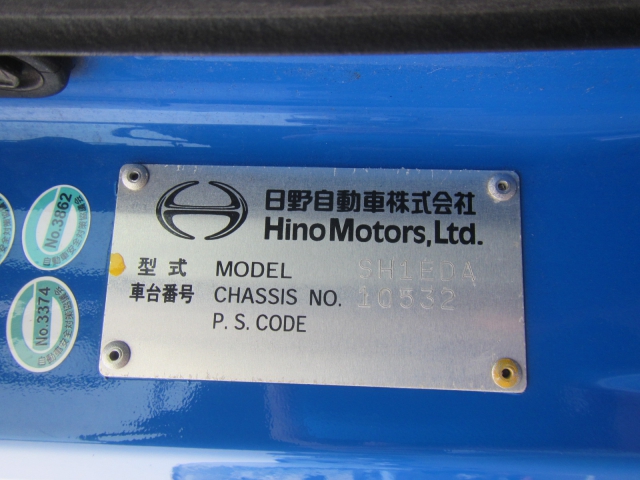 日野自動車株式会社
Hino Motors, Ltd.
型式 MODEL SH1EDA
車台番号 CHASSIS NO. 10532
P.S.CODE
No.3862
No.3374